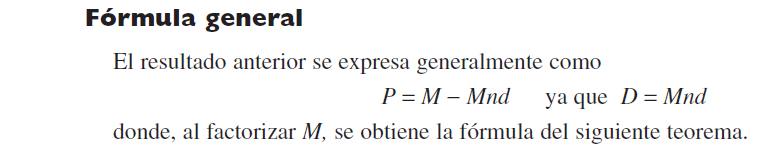 Fórmula general
El resultado anterior se expresa generalmente como
P = M – Mnd ya que D = Mnd
donde, al factorizar M, se obtiene la fórmula del siguiente teorema.